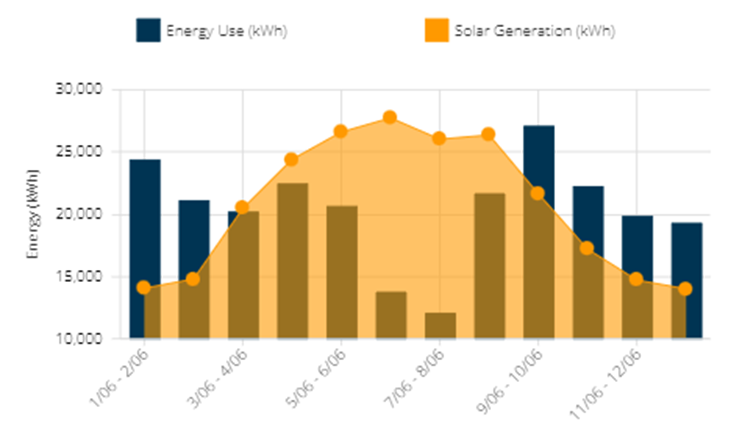 Energy Use (kWh)
Solar Generation (kWh)
30,000
25,000
20,000
15,000
10,000
Energy (kWh)
1/06 - 2/06
3/06 - 4/06
5/06 - 6/06
7/06 - 8/06
9/06 - 10/06
11/06 - 12/06